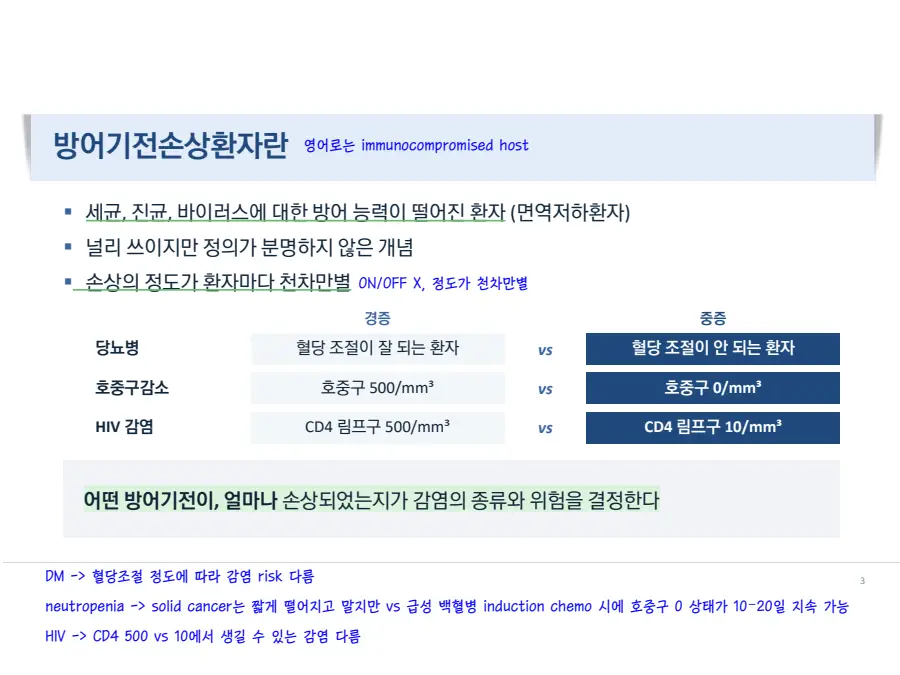 방어기전손상환자란 영어로는 immunocompromised host
▪ 세균, 진균, 바이러스에 대한 방어 능력이 떨어진 환자 (면역저하환자)
▪ 널리 쓰이지만 정의가 분명하지 않은 개념
▪ 손상의 정도가 환자마다 천차만별 ON/OFF X, 정도가 천차만별
경증 중증
당뇨병 혈당 조절이 잘 되는 환자 vs 혈당 조절이 안 되는 환자
호중구감소 호중구 500/mm³ vs 호중구 0/mm³
HIV 감염 CD4 림프구 500/mm³ vs CD4 림프구 10/mm³
어떤 방어기전이, 얼마나 손상되었는지가 감염의 종류와 위험을 결정한다
DM -> 혈당조절 정도에 따라 감염 risk 다름
3
neutropenia -> solid cancer는 짧게 떨어지고 말지만 vs 급성 백혈병 induction chemo 시에 호중구 0 상태가 10-20일 지속 가능
HIV -> CD4 500 vs 10에서 생길 수 있는 감염 다름